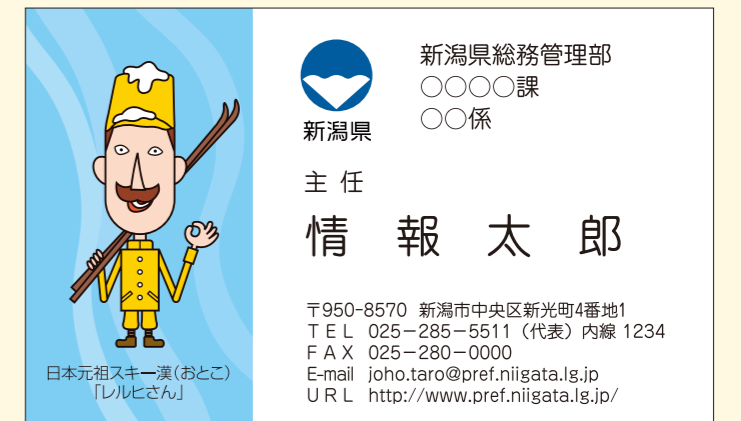 日本元祖スキー漢(おとこ)
「レルヒさん」
新潟県
新潟県総務管理部
○○○○課
○○係
主 任
情 報 太 郎
〒950-8570 新潟市中央区新光町4番地1
TEL 025-285-5511(代表)内線 1234
FAX 025-280-0000
E-mail joho.taro@pref.niigata.lg.jp
URL http://www.pref.niigata.lg.jp/